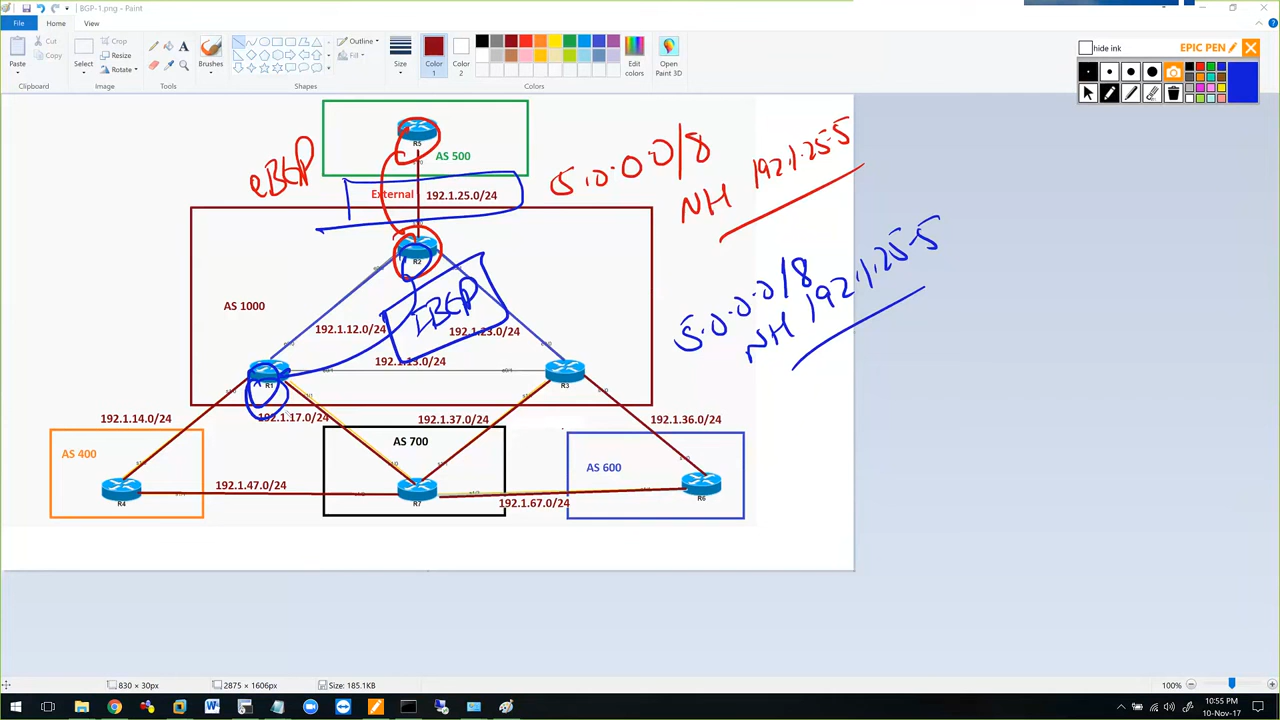 BGP-1.png - Paint
File
Home
View
Paste
Cut
Copy
Clipboard
Select
Crop
Resize
Rotate
Image
Tools
Brushes
Shapes
Outline
Fill
Size
Color 1
Color 2
Colors
Edit colors
Open Paint 3D
hide ink
EPIC PEN
R5
AS 500
eBGP
External
192.1.25.0/24
5.0.0.0/8
NH 192.1.25.5
R2
AS 1000
iBGP
5.0.0.0/8
NH 192.1.25.5
192.1.12.0/24
192.1.23.0/24
192.1.13.0/24
R1
R3
192.1.14.0/24
192.1.17.0/24
192.1.37.0/24
192.1.36.0/24
AS 400
AS 700
AS 600
192.1.47.0/24
192.1.67.0/24
R4
R7
R6
830 × 30px
2875 × 1606px
Size: 185.1KB
100%
10:55 PM
10-Nov-17